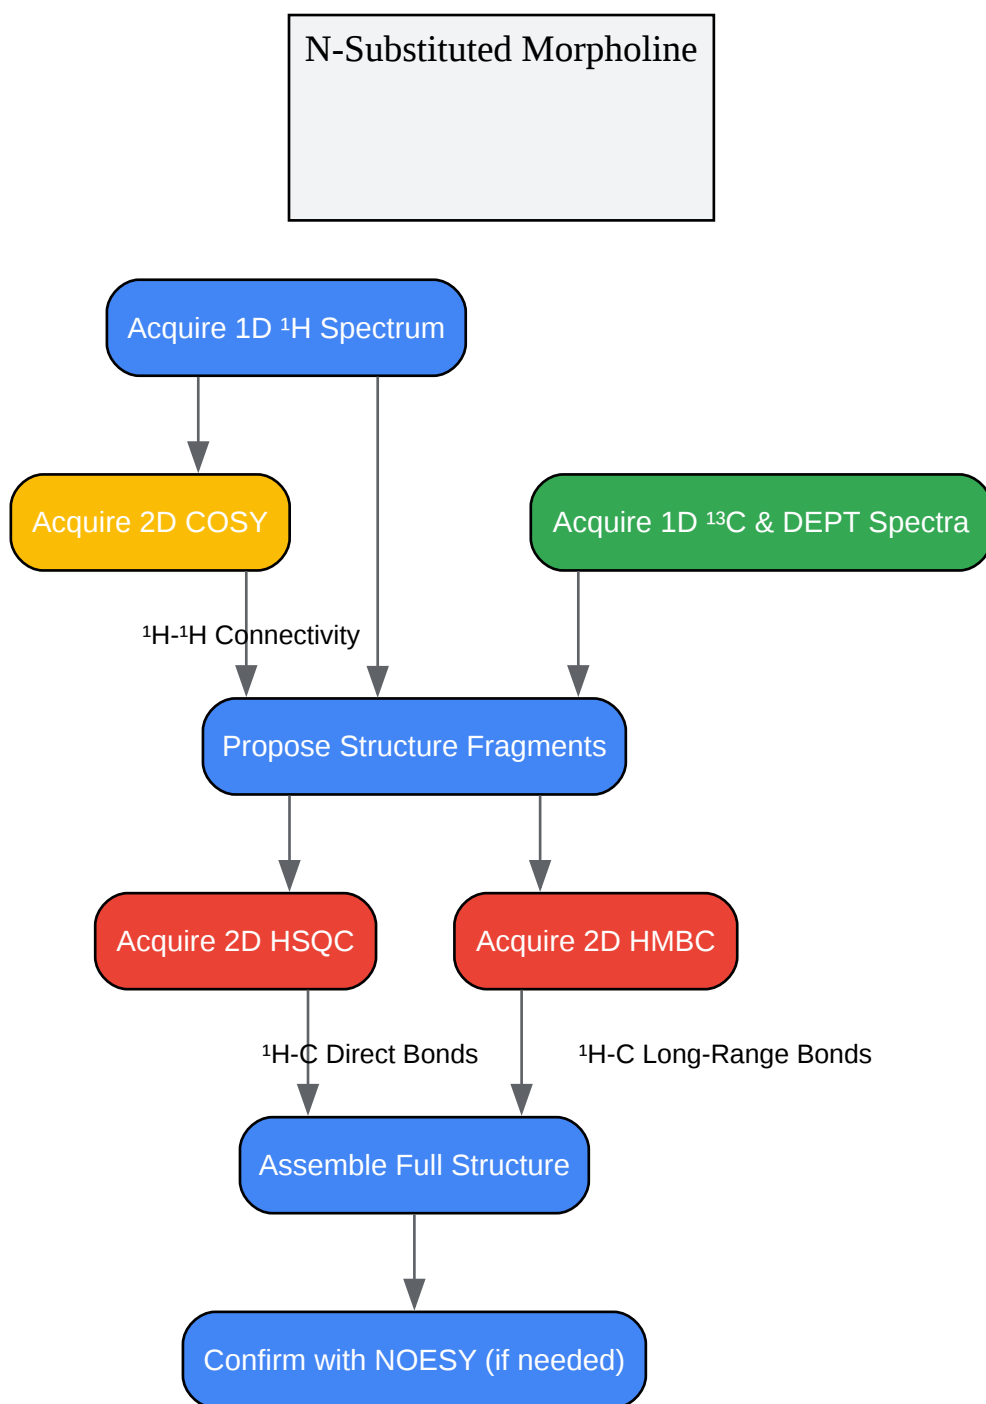 N-Substituted Morpholine
Acquire 1D ¹H Spectrum
Acquire 2D COSY
Acquire 1D ¹³C & DEPT Spectra
¹H-¹H Connectivity
Propose Structure Fragments
Acquire 2D HSQC
Acquire 2D HMBC
¹H-C Direct Bonds
¹H-C Long-Range Bonds
Assemble Full Structure
Confirm with NOESY (if needed)